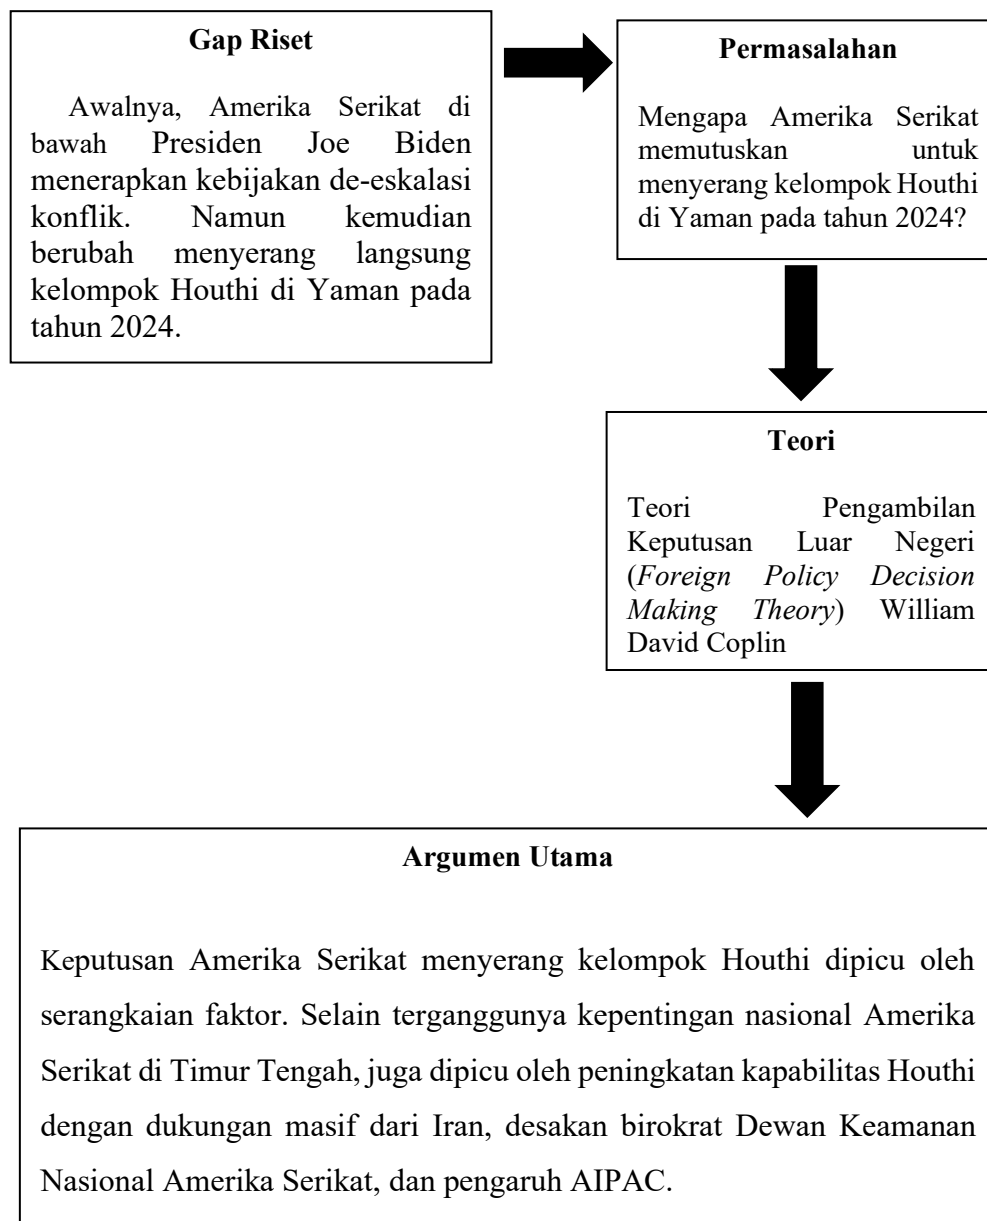 Gap Riset
Awalnya, Amerika Serikat di
bawah Presiden Joe Biden
menerapkan kebijakan de-eskalasi
konflik. Namun kemudian
berubah menyerang langsung
kelompok Houthi di Yaman pada
tahun 2024.
Permasalahan
Mengapa Amerika Serikat
memutuskan untuk
menyerang kelompok Houthi
di Yaman pada tahun 2024?
Teori
Teori Pengambilan
Keputusan Luar Negeri
(Foreign Policy Decision
Making Theory) William
David Coplin
Argumen Utama
Keputusan Amerika Serikat menyerang kelompok Houthi dipicu oleh
serangkaian faktor. Selain terganggunya kepentingan nasional Amerika
Serikat di Timur Tengah, juga dipicu oleh peningkatan kapabilitas Houthi
dengan dukungan masif dari Iran, desakan birokrat Dewan Keamanan
Nasional Amerika Serikat, dan pengaruh AIPAC.